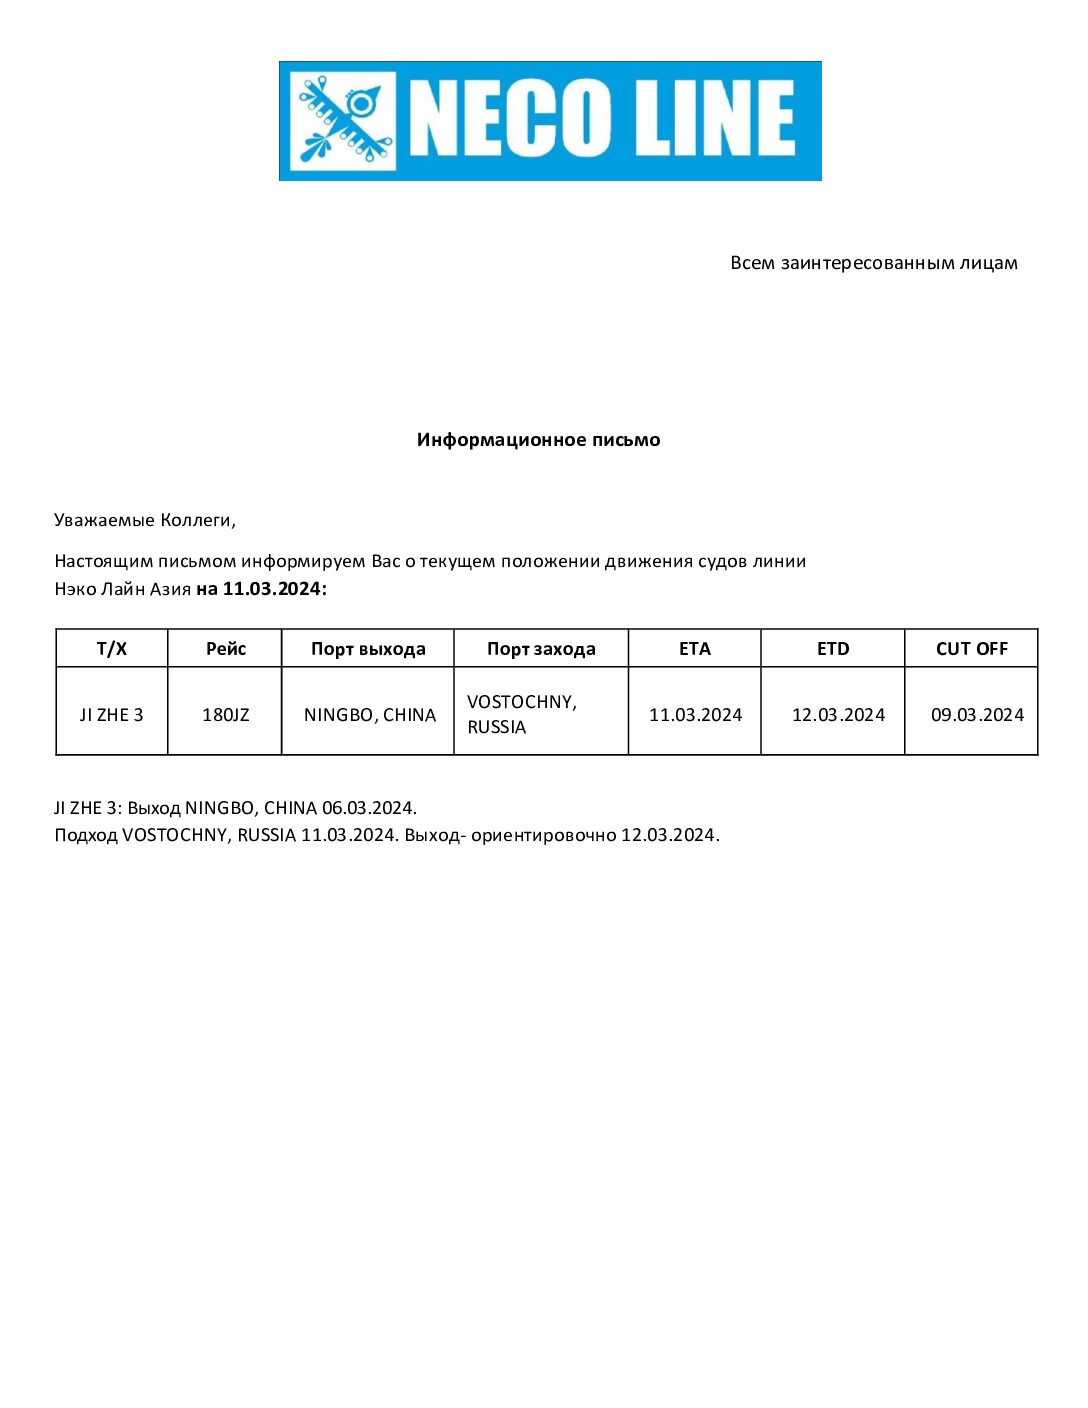 NECO LINE
Всем заинтересованным лицам
Информационное письмо
Уважаемые Коллеги,
Настоящим письмом информируем Вас о текущем положении движения судов линии
Нэко Лайн Азия на 11.03.2024:
Т/Х Рейс Порт выхода Порт захода ETA ETD CUT OFF
JI ZHE 3 180JZ NINGBO, CHINA VOSTOCHNY, RUSSIA 11.03.2024 12.03.2024 09.03.2024
JI ZHE 3: Выход NINGBO, CHINA 06.03.2024.
Подход VOSTOCHNY, RUSSIA 11.03.2024. Выход- ориентировочно 12.03.2024.